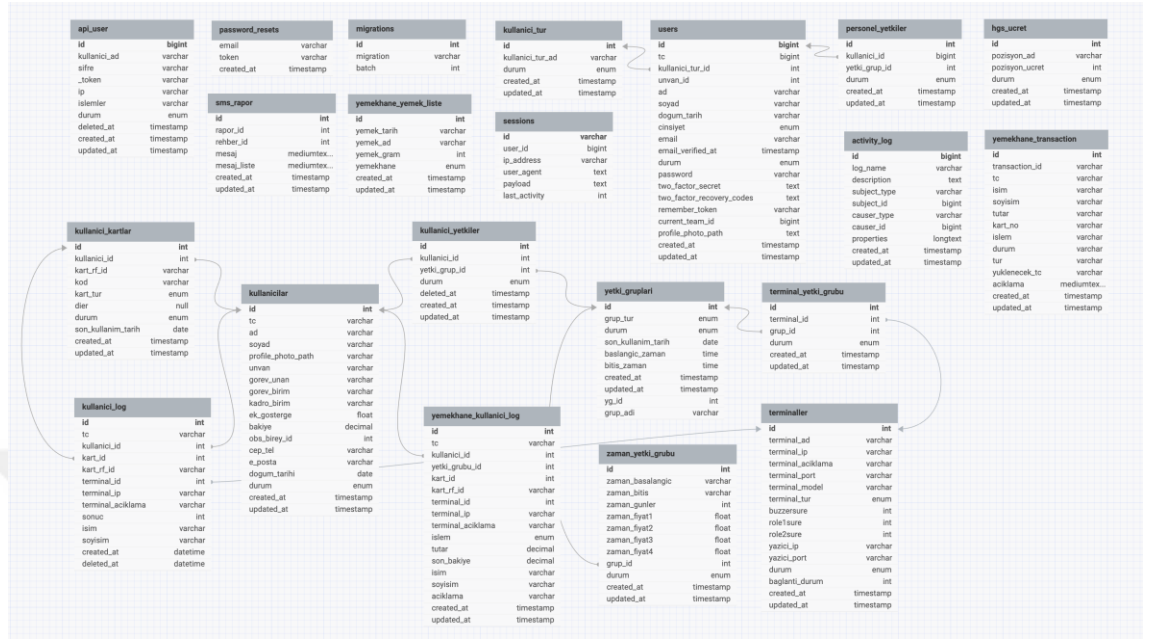 api_user
id bigint
kullanici_ad varchar
sifre varchar
_token varchar
ip varchar
islemler varchar
durum enum
deleted_at timestamp
created_at timestamp
updated_at timestamp
password_resets
email varchar
token varchar
created_at timestamp
migrations
id int
migration varchar
batch int
kullanici_tur
id int
kullanici_tur_ad varchar
durum enum
created_at timestamp
updated_at timestamp
users
id bigint
tc bigint
kullanici_tur_id int
unvan_id int
ad varchar
soyad varchar
dogum_tarih varchar
cinsiyet enum
email varchar
email_verified_at timestamp
durum enum
password varchar
two_factor_secret text
two_factor_recovery_codes text
remember_token varchar
current_team_id bigint
profile_photo_path text
created_at timestamp
updated_at timestamp
personel_yetkiler
id int
kullanici_id bigint
yetki_grup_id int
durum enum
created_at timestamp
updated_at timestamp
hgs_ucret
id int
pozisyon_ad varchar
pozisyon_ucret int
durum enum
created_at timestamp
updated_at timestamp
sms_rapor
id int
rapor_id int
rehber_id int
mesaj mediumtex...
mesaj_liste mediumtex...
created_at timestamp
updated_at timestamp
yemekhane_yemek_liste
id int
yemek_tarih varchar
yemek_ad varchar
yemek_gram int
yemekhane enum
created_at timestamp
updated_at timestamp
sessions
id varchar
user_id bigint
ip_address varchar
user_agent text
payload text
last_activity int
activity_log
id bigint
log_name varchar
description text
subject_type varchar
subject_id bigint
causer_type varchar
causer_id bigint
properties longtext
created_at timestamp
updated_at timestamp
yemekhane_transaction
id int
transaction_id varchar
tc varchar
isim varchar
soyisim varchar
tutar varchar
kart_no varchar
islem varchar
durum varchar
tur varchar
yuklenecek_tc varchar
aciklama mediumtex...
created_at timestamp
updated_at timestamp
kullanici_kartlar
id int
kullanici_id int
kart_rf_id varchar
kod varchar
kart_tur enum
dier null
durum enum
son_kullanim_tarih date
created_at timestamp
updated_at timestamp
kullanicilar
id int
tc varchar
ad varchar
soyad varchar
profile_photo_path varchar
unvan varchar
gorev_unan varchar
gorev_birim varchar
kadro_birim varchar
ek_gosterge float
bakiye decimal
obs_birey_id int
cep_tel varchar
e_posta varchar
dogum_tarihi date
durum enum
created_at timestamp
updated_at timestamp
kullanici_yetkiler
id int
kullanici_id int
yetki_grup_id int
durum enum
deleted_at timestamp
created_at timestamp
updated_at timestamp
yetki_gruplari
id int
grup_tur enum
durum enum
son_kullanim_tarih date
baslangic_zaman time
bitis_zaman time
created_at timestamp
updated_at timestamp
yg_id int
grup_adi varchar
terminal_yetki_grubu
id int
terminal_id int
grup_id int
durum enum
created_at timestamp
updated_at timestamp
kullanici_log
id int
tc varchar
kullanici_id int
kart_id int
kart_rf_id varchar
terminal_id int
terminal_ip varchar
terminal_aciklama varchar
sonuc int
isim varchar
soyisim varchar
created_at datetime
deleted_at datetime
yemekhane_kullanici_log
id int
tc varchar
kullanici_id int
yetki_grubu_id int
kart_id int
kart_rf_id varchar
terminal_id int
terminal_ip varchar
terminal_aciklama varchar
islem enum
tutar decimal
son_bakiye decimal
isim varchar
soyisim varchar
aciklama varchar
created_at timestamp
updated_at timestamp
zaman_yetki_grubu
id int
zaman_basalangic varchar
zaman_bitis varchar
zaman_gunler int
zaman_fiyat1 float
zaman_fiyat2 float
zaman_fiyat3 float
zaman_fiyat4 float
grup_id int
durum enum
created_at timestamp
updated_at timestamp
terminaller
id int
terminal_ad varchar
terminal_ip varchar
terminal_aciklama varchar
terminal_port varchar
terminal_model varchar
terminal_tur enum
buzzersure int
role1sure int
role2sure int
yazici_ip varchar
yazici_port varchar
durum enum
baglanti_durum int
created_at timestamp
updated_at timestamp